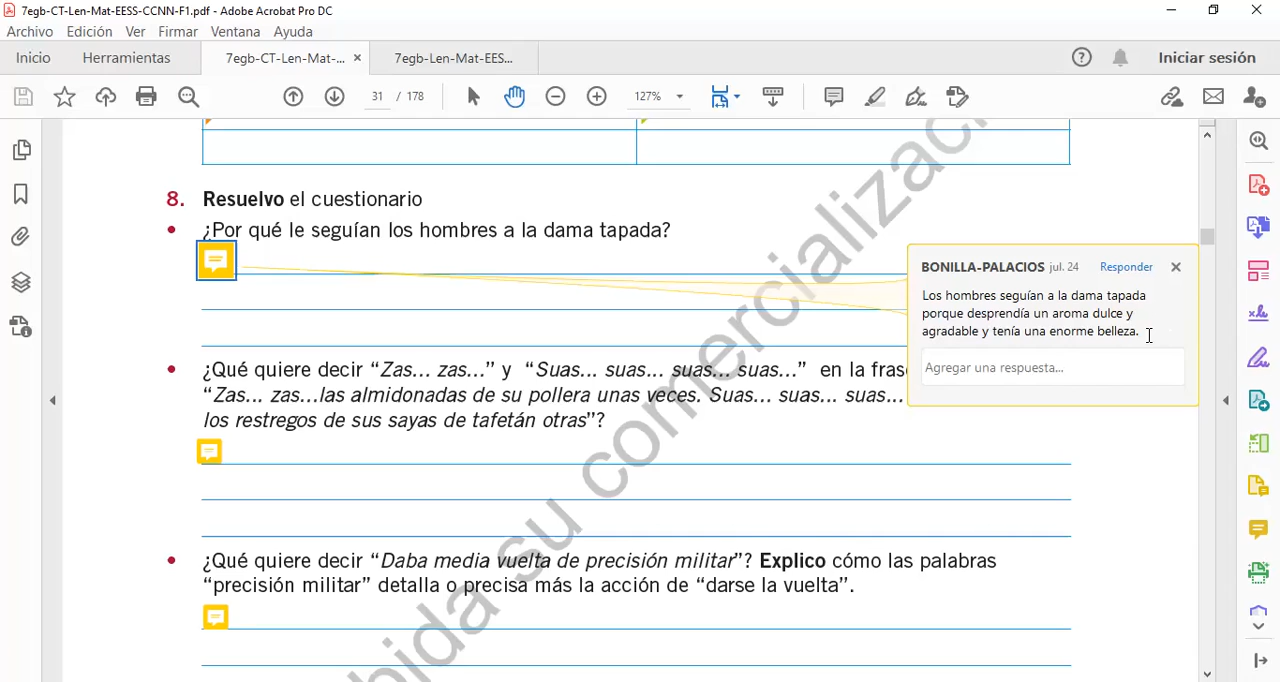 7egb-CT-Len-Mat-EESS-CCNN-F1.pdf - Adobe Acrobat Pro DC
Archivo Edición Ver Firmar Ventana Ayuda
Inicio Herramientas 7egb-CT-Len-Mat-... × 7egb-Len-Mat-EES... Iniciar sesión
31 / 178 127%
8. Resuelvo el cuestionario
• ¿Por qué le seguían los hombres a la dama tapada?
BONILLA-PALACIOS jul. 24 Responder
Los hombres seguían a la dama tapada
porque desprendía un aroma dulce y
agradable y tenía una enorme belleza.
Agregar una respuesta...
• ¿Qué quiere decir “Zas... zas...” y “Suas... suas... suas... suas...” en la frase
“Zas... zas...las almidonadas de su pollera unas veces. Suas... suas... suas...
los restregos de sus sayas de tafetán otras”?
• ¿Qué quiere decir “Daba media vuelta de precisión militar”? Explico cómo las palabras
“precisión militar” detalla o precisa más la acción de “darse la vuelta”.
bida su comercializac